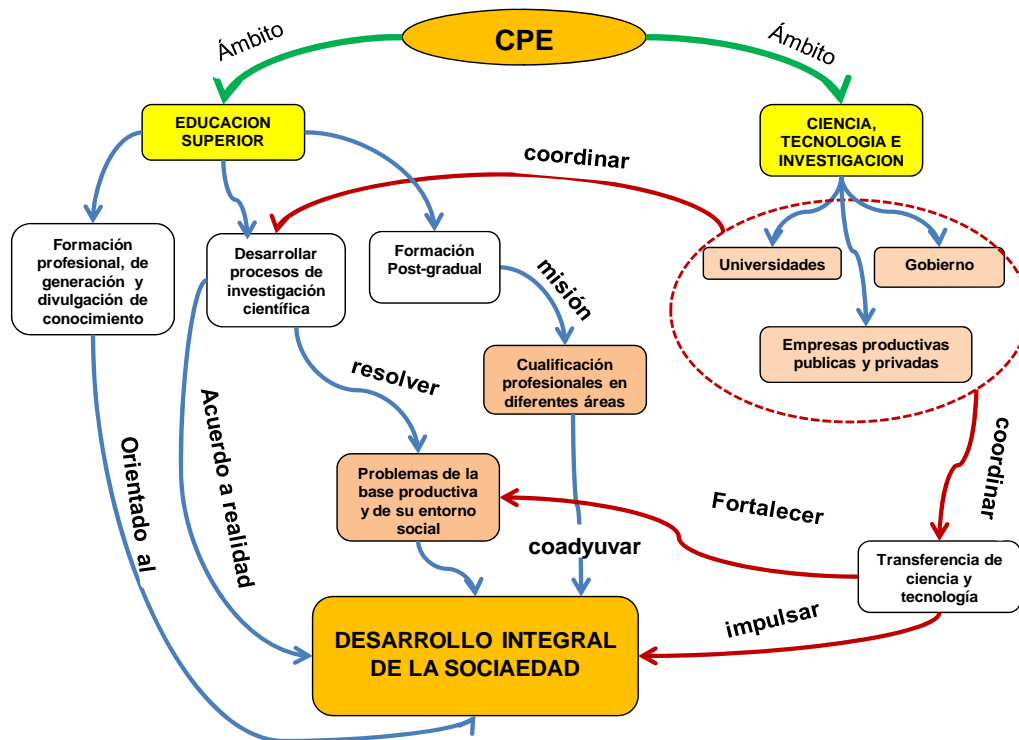 CPE
Ámbito
Ámbito
EDUCACION
SUPERIOR
CIENCIA,
TECNOLOGIA E
INVESTIGACION
coordinar
Formación
profesional, de
generación y
divulgación de
conocimiento
Desarrollar
procesos de
investigación
científica
Formación
Post-gradual
Universidades
Gobierno
Empresas productivas
publicas y privadas
misión
resolver
Cualificación
profesionales en
diferentes áreas
Acuerdo a realidad
Orientado al
coordinar
Problemas de la
base productiva
y de su entorno
social
Fortalecer
coadyuvar
Transferencia de
ciencia y
tecnología
impulsar
DESARROLLO INTEGRAL
DE LA SOCIAEDAD